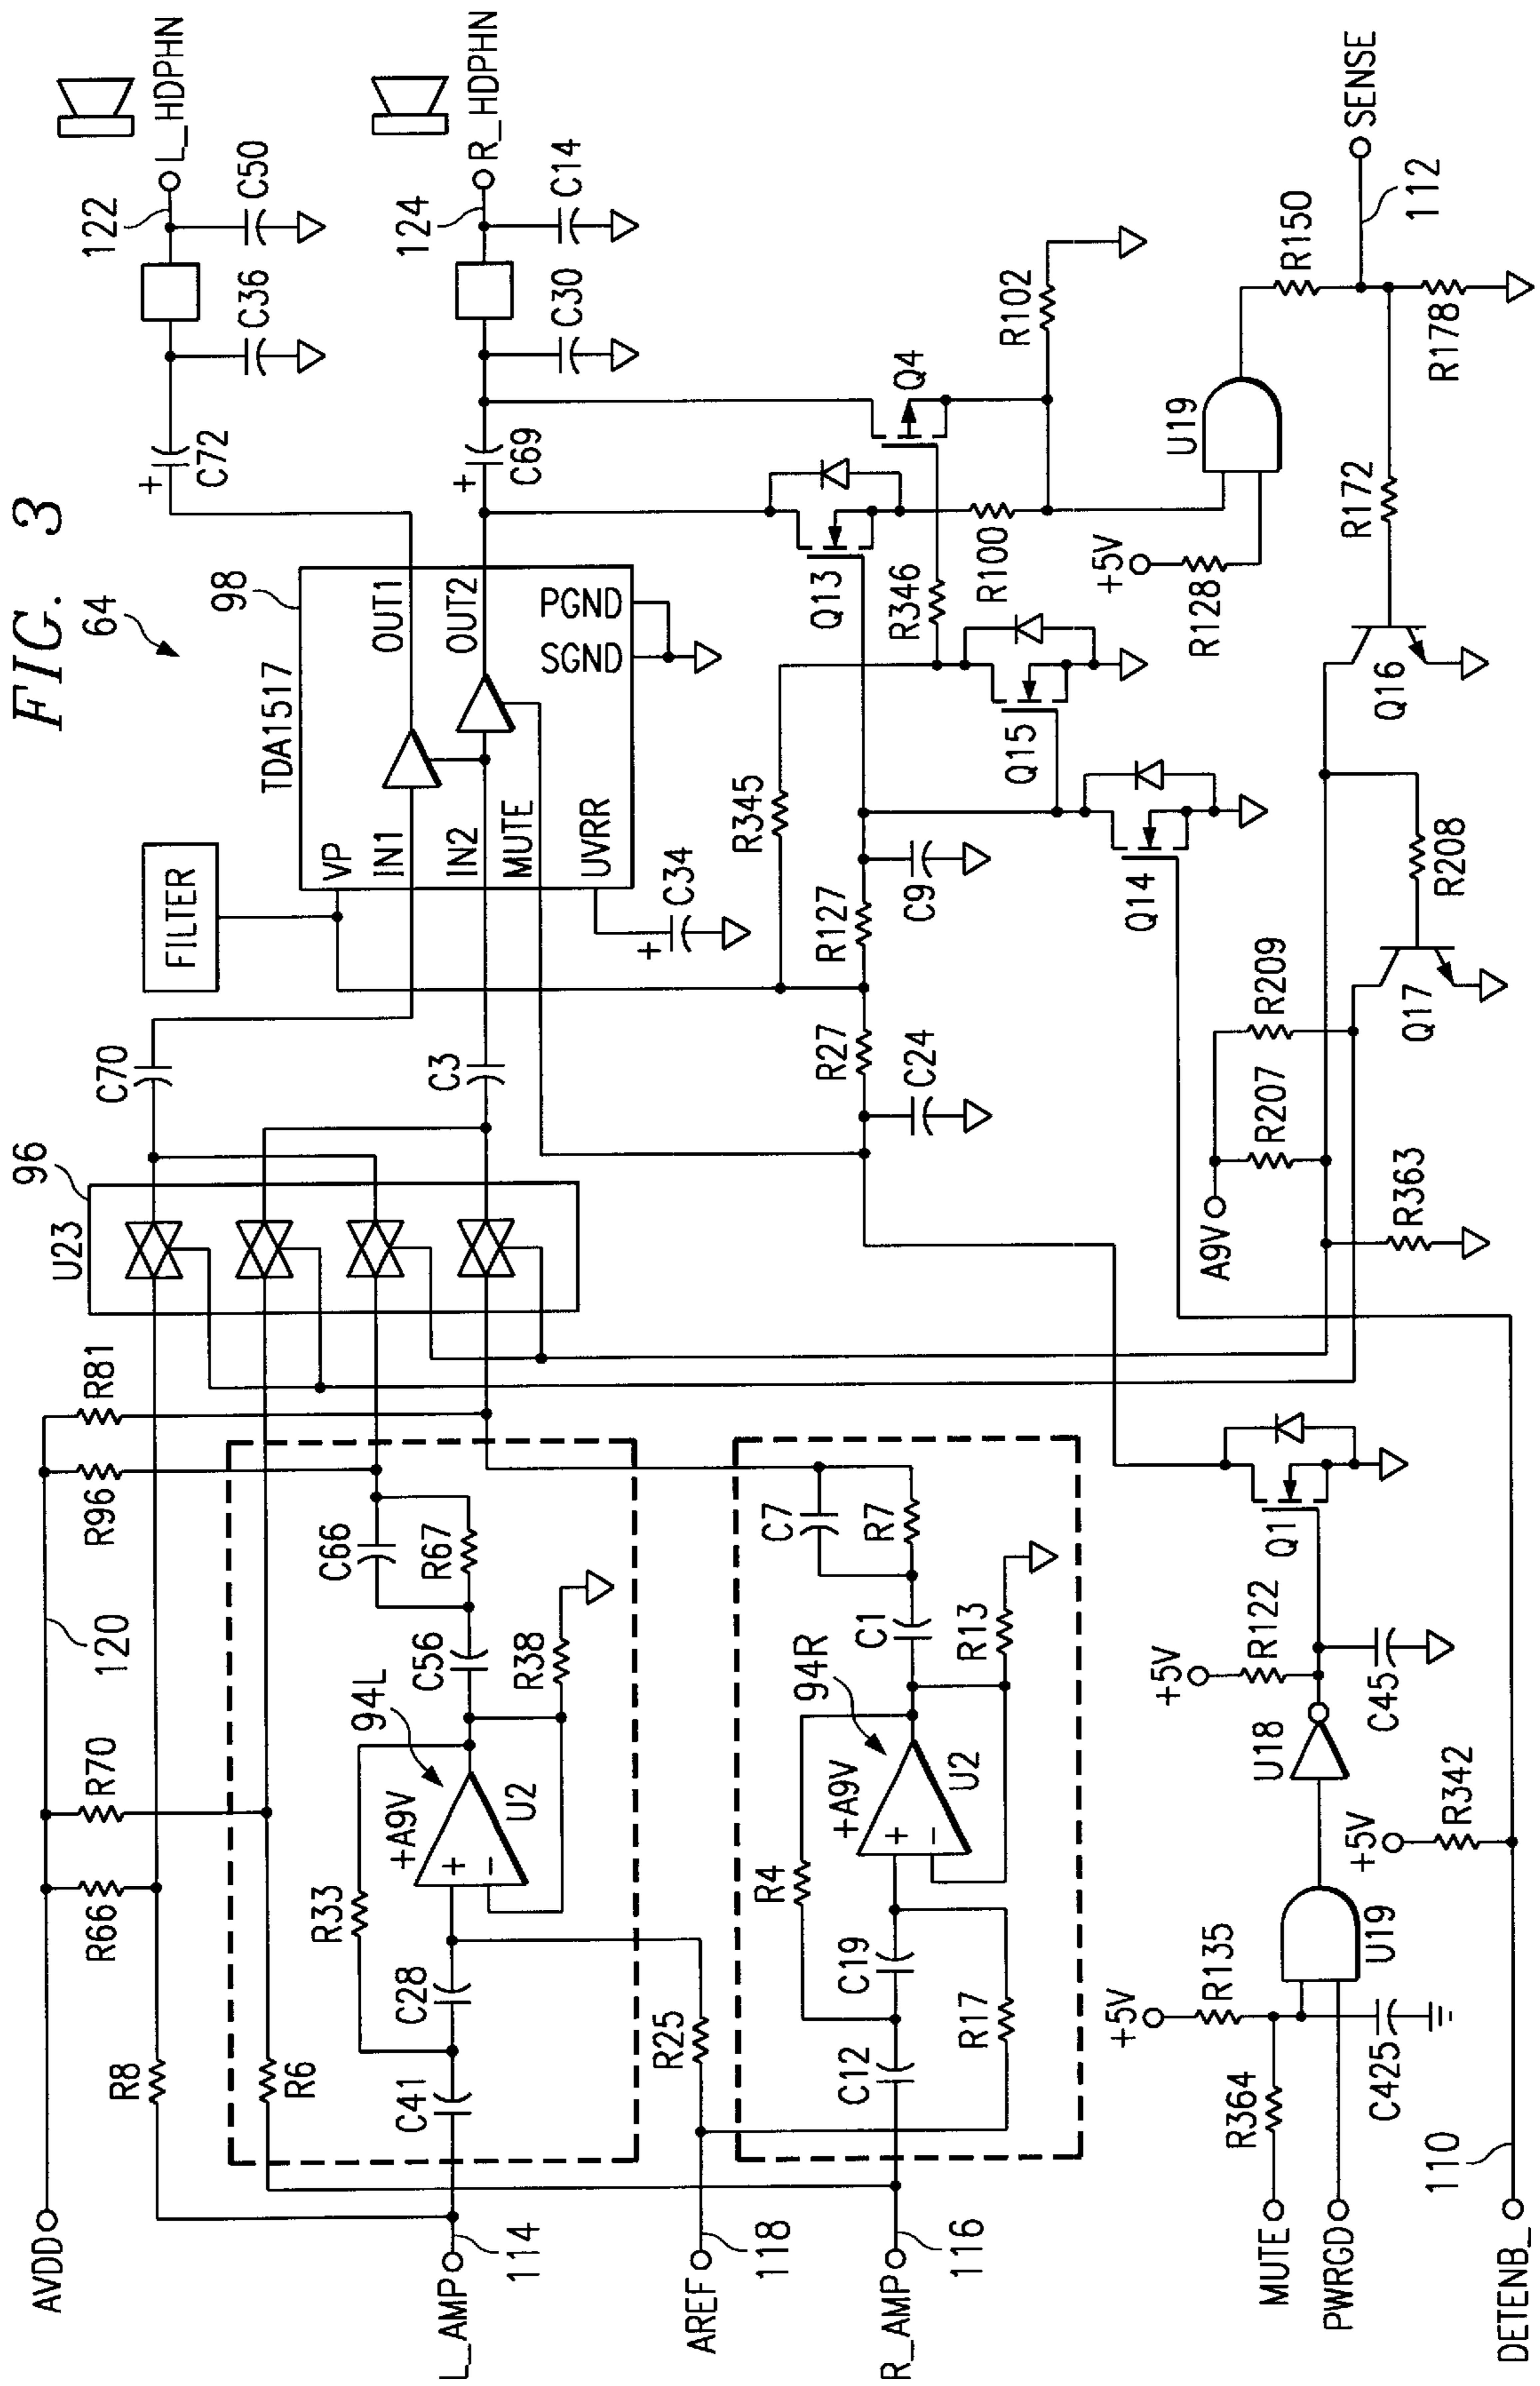 FIG. 3
64
AVDD
120
R66
R70
R96
R81
U23
96
C70
FILTER
TDA1517
98
VP
IN1
IN2
MUTE
UVRR
OUT1
OUT2
SGND
PGND
+
C72
C36
C50
122
L_HDPHN
R8
R6
L_AMP
114
C41
C28
R33
+A9V
94L
+
−
U2
C56
R38
C66
R67
C3
+
C34
+
C69
C30
C14
124
R_HDPHN
AREF
118
R25
R_AMP
116
C12
C19
R17
R4
+A9V
94R
+
−
U2
C1
R13
C7
R7
R27
C24
R127
C9
R345
Q13
R346
R100
Q4
R102
Q15
Q14
+5V
R128
U19
R150
SENSE
112
R178
R172
Q16
MUTE
R364
+5V
R135
PWRGD
C425
U19
U18
+5V
R122
C45
Q1
A9V
R207
R209
R363
Q17
R208
+5V
R342
DETENB_
110